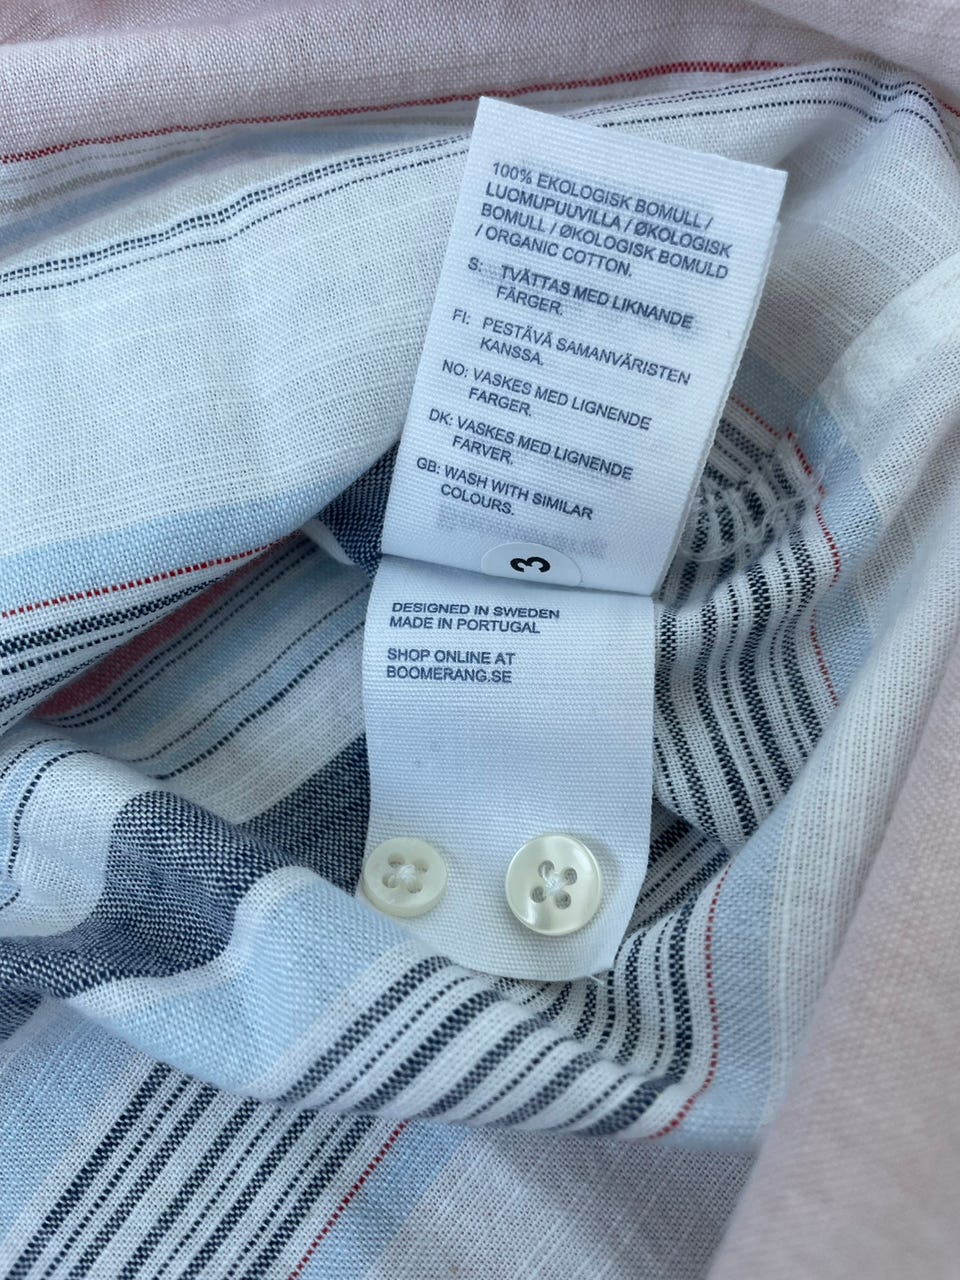 100% EKOLOGISK BOMULL /
LUOMUPUUVILLA / ØKOLOGISK
BOMULL / ØKOLOGISK BOMULD
/ ORGANIC COTTON.
S: TVÄTTAS MED LIKNANDE
FÄRGER.
FI: PESTÄVÄ SAMANVÄRISTEN
KANSSA.
NO: VASKES MED LIGNENDE
FARGER.
DK: VASKES MED LIGNENDE
FARVER.
GB: WASH WITH SIMILAR
COLOURS.
3
DESIGNED IN SWEDEN
MADE IN PORTUGAL
SHOP ONLINE AT
BOOMERANG.SE